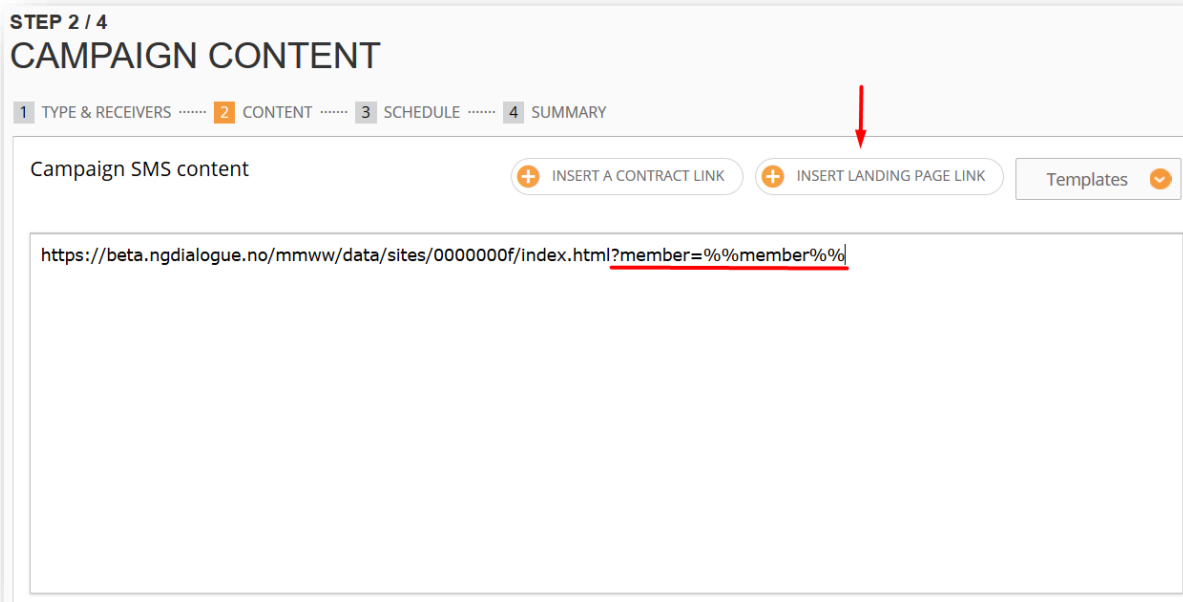 STEP 2 / 4
CAMPAIGN CONTENT
1 TYPE & RECEIVERS ······· 2 CONTENT ······· 3 SCHEDULE ······· 4 SUMMARY
Campaign SMS content INSERT A CONTRACT LINK INSERT LANDING PAGE LINK Templates
https://beta.ngdialogue.no/mmww/data/sites/0000000f/index.html?member=%%member%%